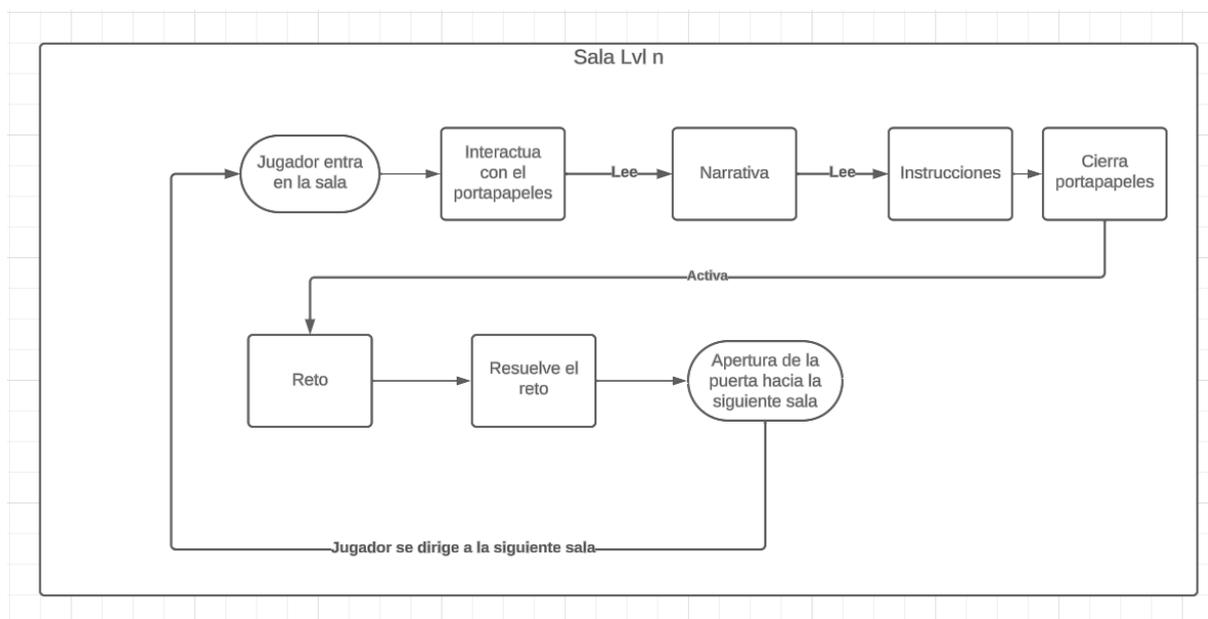 Sala Lvl n
Jugador entra
en la sala
Interactua
con el
portapapeles
Lee
Narrativa
Lee
Instrucciones
Cierra
portapapeles
Activa
Reto
Resuelve el
reto
Apertura de la
puerta hacia la
siguiente sala
Jugador se dirige a la siguiente sala